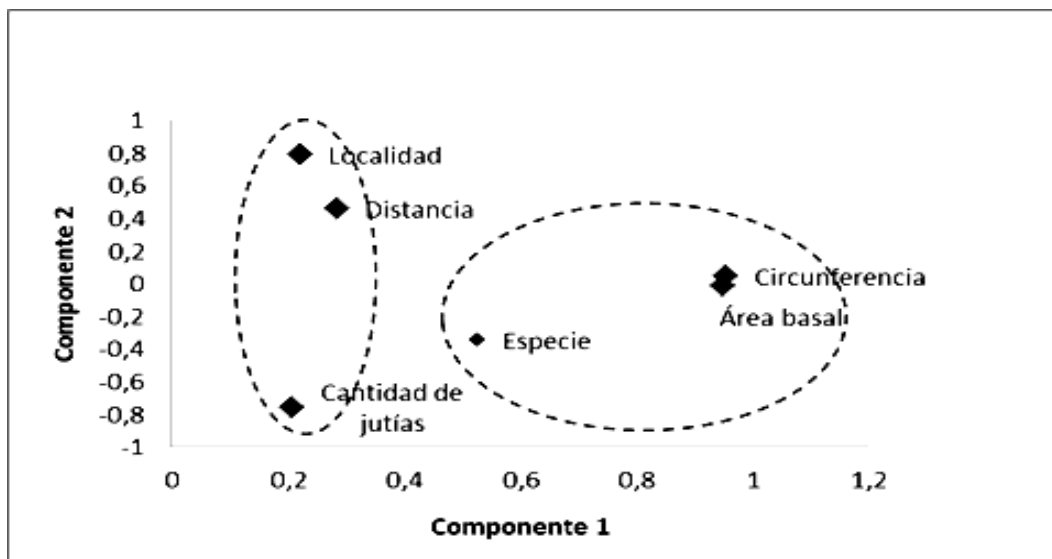 1
0,8
0,6
0,4
0,2
0
-0,2
-0,4
-0,6
-0,8
-1
Componente 2
Localidad
Distancia
Circunferencia
Área basal
Especie
Cantidad de
jutías
0 0,2 0,4 0,6 0,8 1 1,2
Componente 1